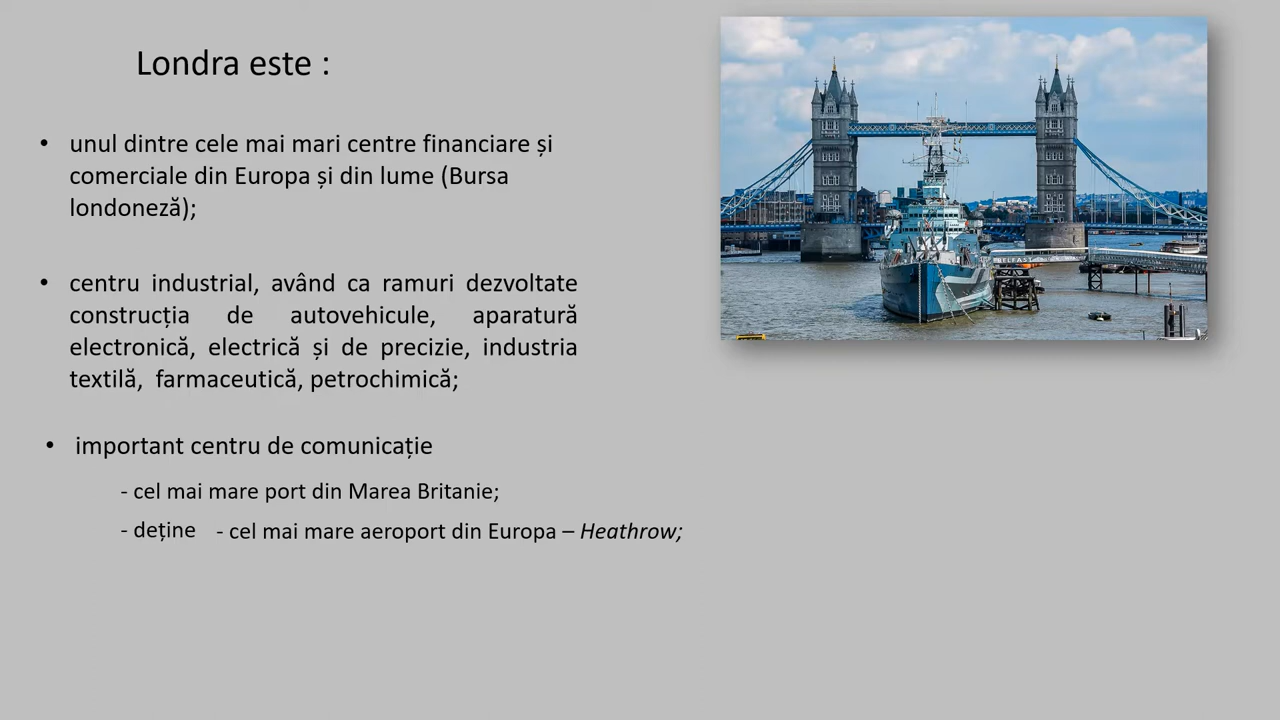 Londra este :
• unul dintre cele mai mari centre financiare și
comerciale din Europa și din lume (Bursa
londoneză);
• centru industrial, având ca ramuri dezvoltate
construcția de autovehicule, aparatură
electronică, electrică și de precizie, industria
textilă, farmaceutică, petrochimică;
• important centru de comunicație
- cel mai mare port din Marea Britanie;
- deține - cel mai mare aeroport din Europa – Heathrow;
BELFAST